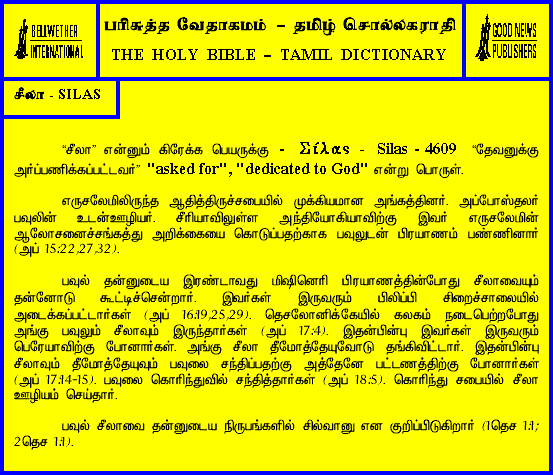 BELLWETHER
INTERNATIONAL
பரிசுத்த வேதாகமம் – தமிழ் சொல்லகராதி
THE HOLY BIBLE – TAMIL DICTIONARY
GOOD NEWS
PUBLISHERS
சீலா - SILAS
“சீலா” என்னும் கிரேக்க பெயருக்கு - Σίλας - Silas - 4609 “தேவனுக்கு
அர்ப்பணிக்கப்பட்டவர்” "asked for", "dedicated to God" என்று பொருள்.
எருசலேமிலிருந்த ஆதித்திருச்சபையில் முக்கியமான அங்கத்தினர். அப்போஸ்தலர்
பவுலின் உடன்ஊழியர். சீரியாவிலுள்ள அந்தியோகியாவிற்கு இவர் எருசலேமின்
ஆலோசனைச்சங்கத்து அறிக்கையை கொடுப்பதற்காக பவுலுடன் பிரயாணம் பண்ணினார்
(அப் 15:22,27,32).
பவுல் தன்னுடைய இரண்டாவது மிஷினெரி பிரயாணத்தின்போது சீலாவையும்
தன்னோடு கூட்டிச்சென்றார். இவர்கள் இருவரும் பிலிப்பி சிறைச்சாலையில்
அடைக்கப்பட்டார்கள் (அப் 16:19,25,29). தெசலோனிக்கேயில் கலகம் நடைபெற்றபோது
அங்கு பவுலும் சீலாவும் இருந்தார்கள் (அப் 17:4). இதன்பின்பு இவர்கள் இருவரும்
பெரேயாவிற்கு போனார்கள். அங்கு சீலா தீமோத்தேயுவோடு தங்கிவிட்டார். இதன்பின்பு
சீலாவும் தீமோத்தேயுவும் பவுலை சந்திப்பதற்கு அத்தேனே பட்டணத்திற்கு போனார்கள்
(அப் 17:14-15). பவுலை கொரிந்துவில் சந்தித்தார்கள் (அப் 18:5). கொரிந்து சபையில் சீலா
ஊழியம் செய்தார்.
பவுல் சீலாவை தன்னுடைய நிருபங்களில் சில்வானு என குறிப்பிடுகிறார் (1தெச 1:1;
2தெச 1:1).